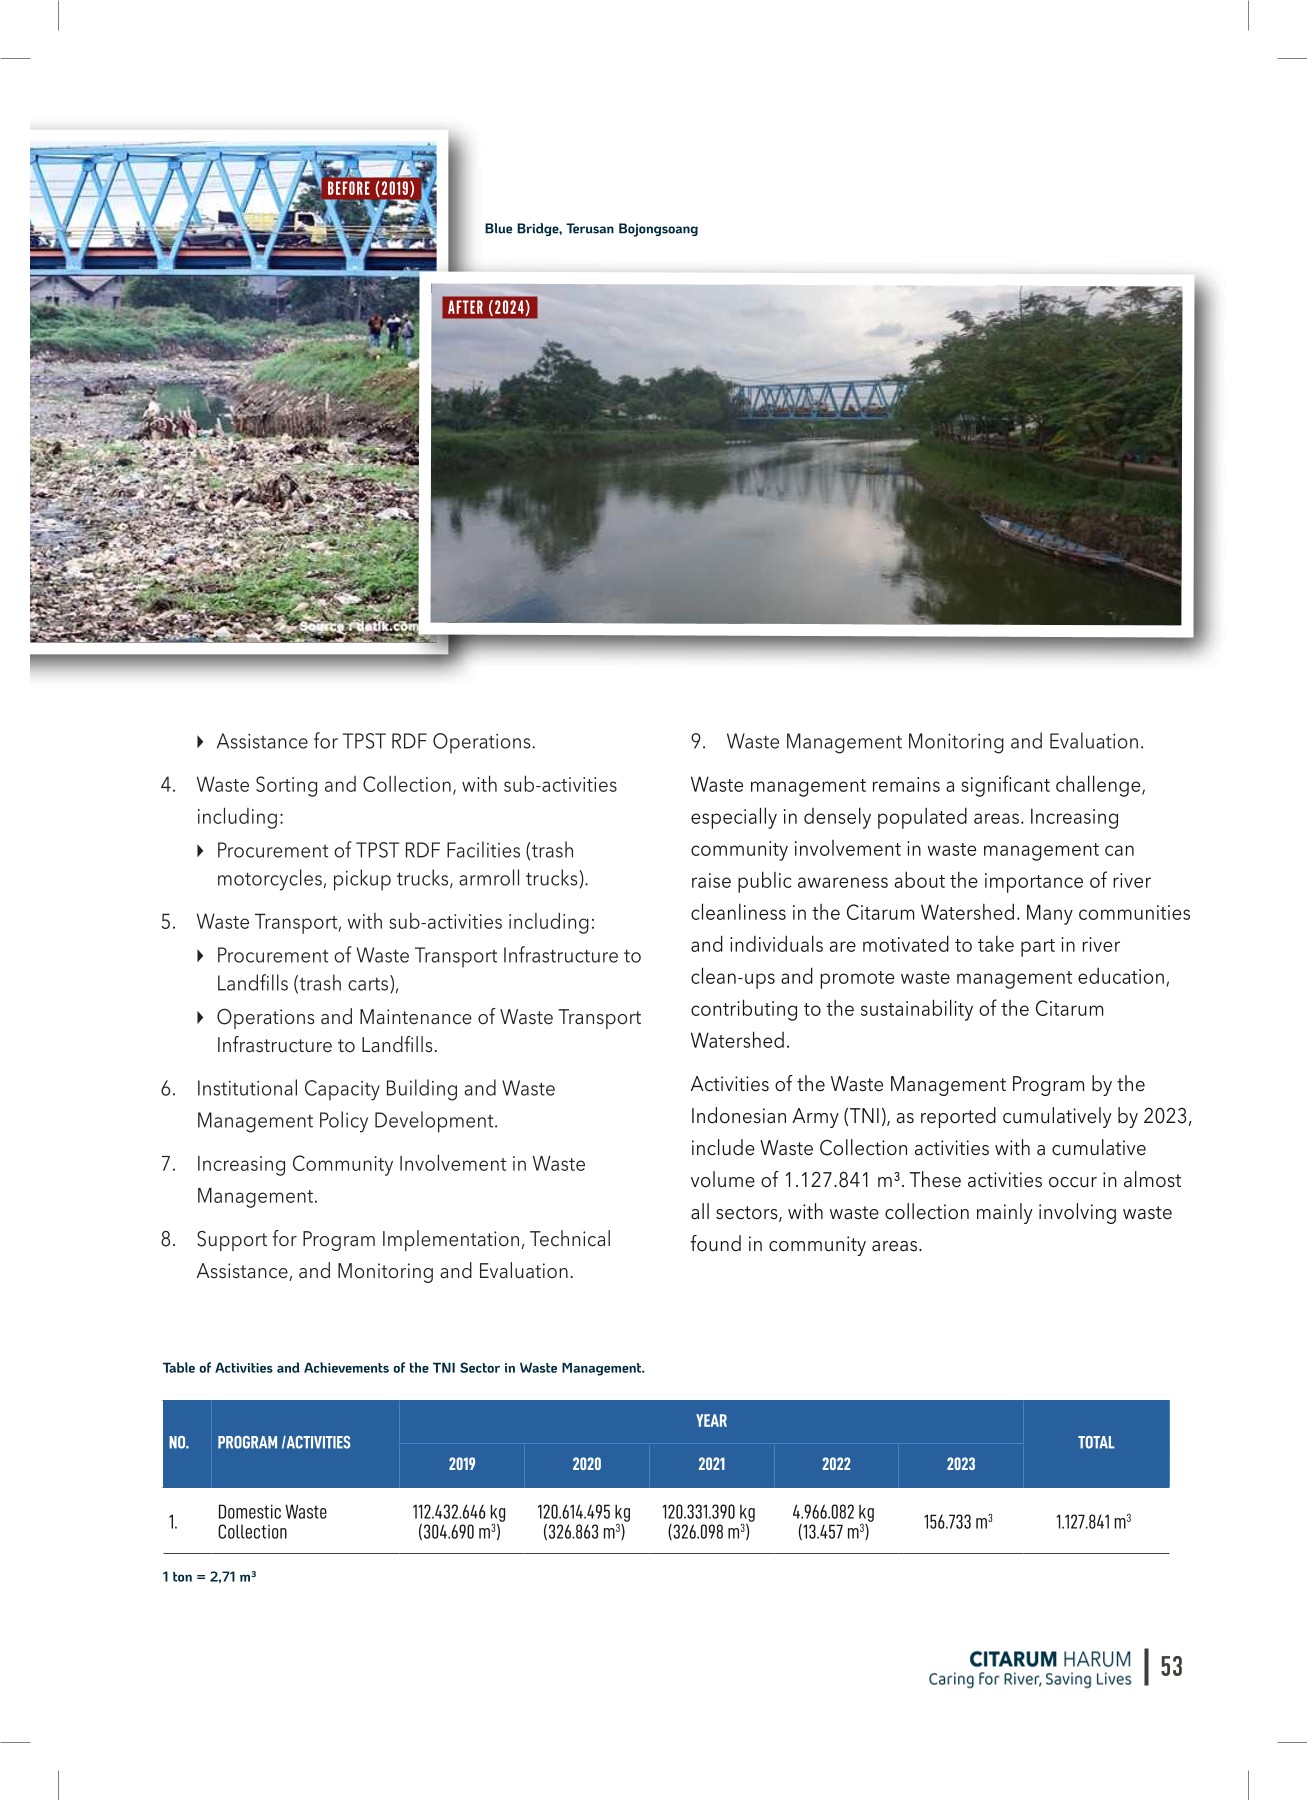 BEFORE (2019)
Blue Bridge, Terusan Bojongsoang
AFTER (2024)
Source : detik.com
▶ Assistance for TPST RDF Operations.
4. Waste Sorting and Collection, with sub-activities
including:
▶ Procurement of TPST RDF Facilities (trash
motorcycles, pickup trucks, armroll trucks).
5. Waste Transport, with sub-activities including:
▶ Procurement of Waste Transport Infrastructure to
Landfills (trash carts),
▶ Operations and Maintenance of Waste Transport
Infrastructure to Landfills.
6. Institutional Capacity Building and Waste
Management Policy Development.
7. Increasing Community Involvement in Waste
Management.
8. Support for Program Implementation, Technical
Assistance, and Monitoring and Evaluation.
9. Waste Management Monitoring and Evaluation.
Waste management remains a significant challenge,
especially in densely populated areas. Increasing
community involvement in waste management can
raise public awareness about the importance of river
cleanliness in the Citarum Watershed. Many communities
and individuals are motivated to take part in river
clean-ups and promote waste management education,
contributing to the sustainability of the Citarum
Watershed.
Activities of the Waste Management Program by the
Indonesian Army (TNI), as reported cumulatively by 2023,
include Waste Collection activities with a cumulative
volume of 1.127.841 m³. These activities occur in almost
all sectors, with waste collection mainly involving waste
found in community areas.
Table of Activities and Achievements of the TNI Sector in Waste Management.
NO. PROGRAM /ACTIVITIES YEAR TOTAL
2019 2020 2021 2022 2023
1. Domestic Waste Collection 112.432.646 kg (304.690 m³) 120.614.495 kg (326.863 m³) 120.331.390 kg (326.098 m³) 4.966.082 kg (13.457 m³) 156.733 m³ 1.127.841 m³
1 ton = 2,71 m³
CITARUM HARUM
Caring for River, Saving Lives
53